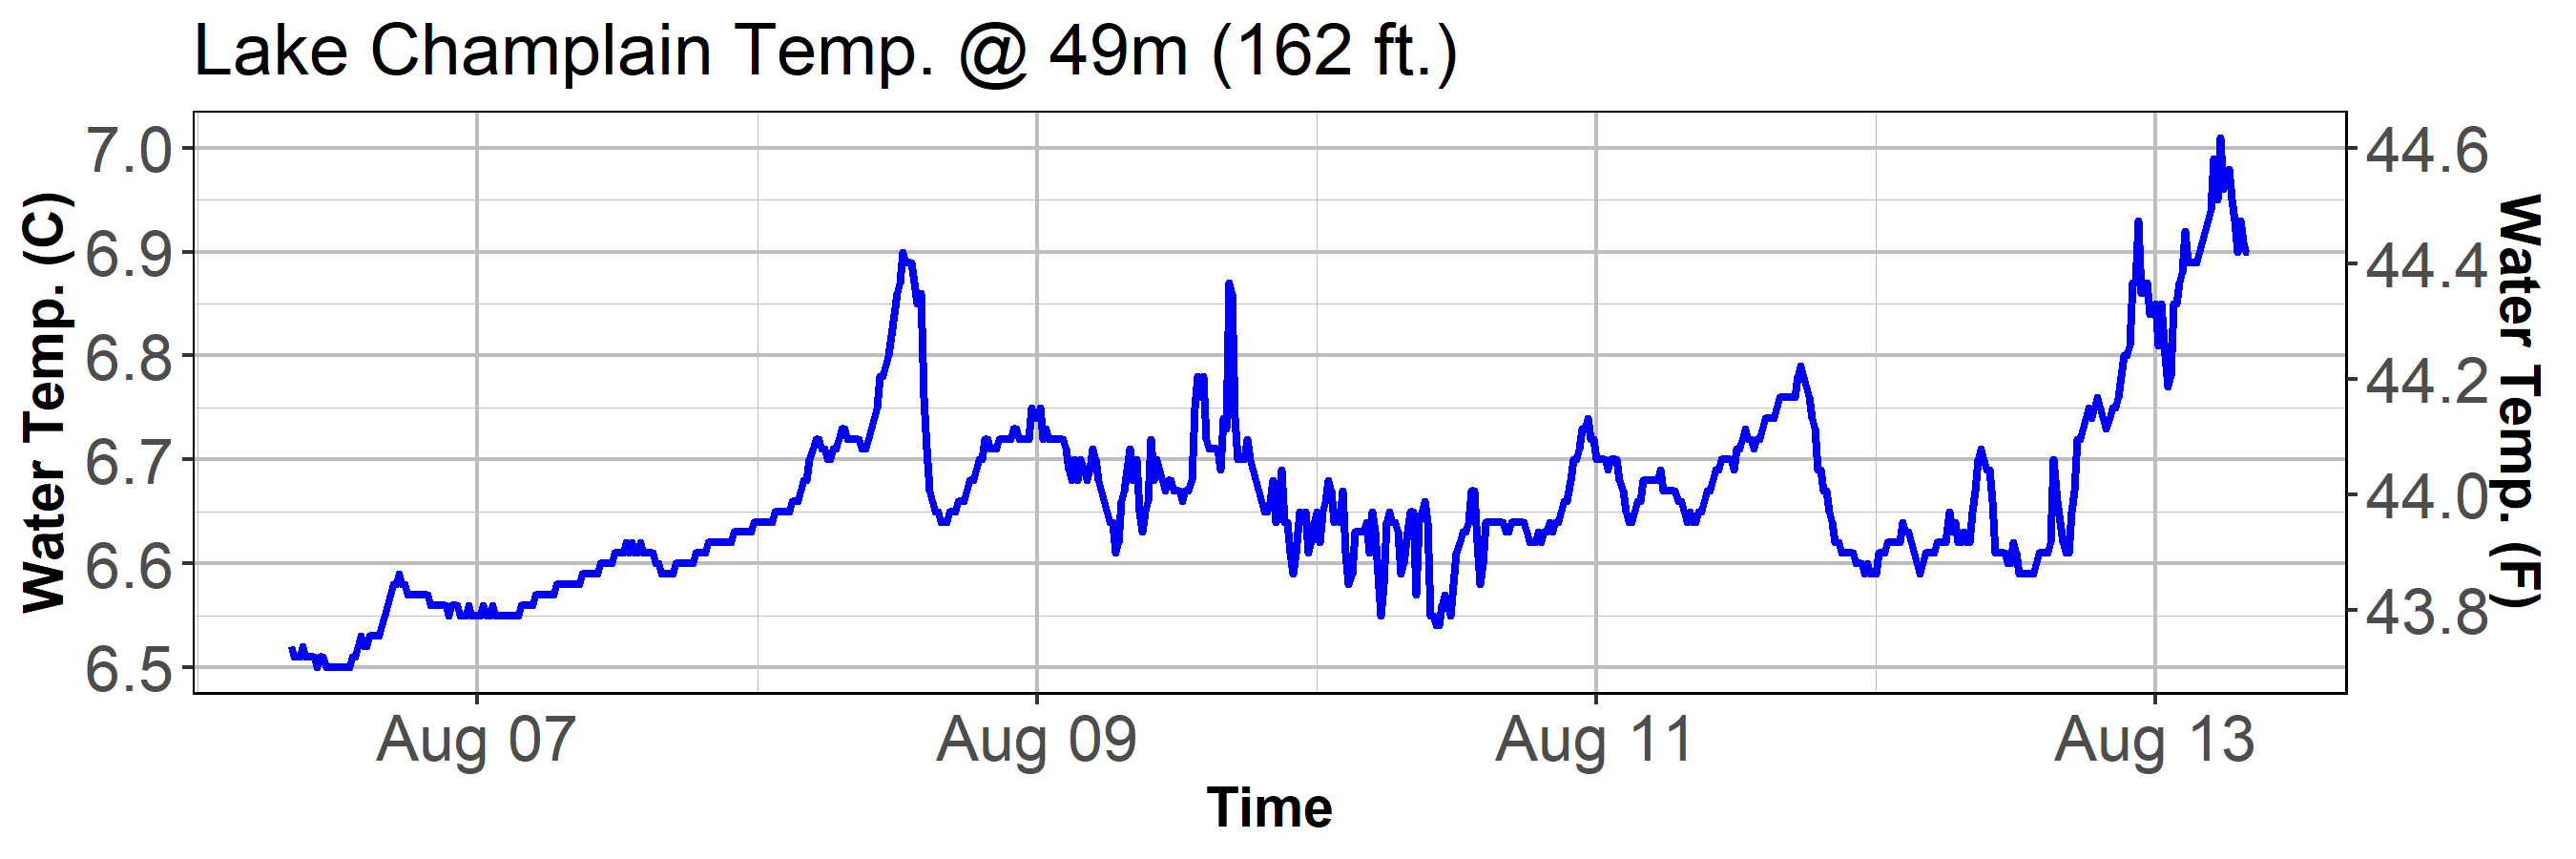 Lake Champlain Temp. @ 49m (162 ft.)
Water Temp. (C)
7.0
6.9
6.8
6.7
6.6
6.5
44.6
44.4
44.2
44.0
43.8
Water Temp. (F)
Aug 07 Aug 09 Aug 11 Aug 13
Time